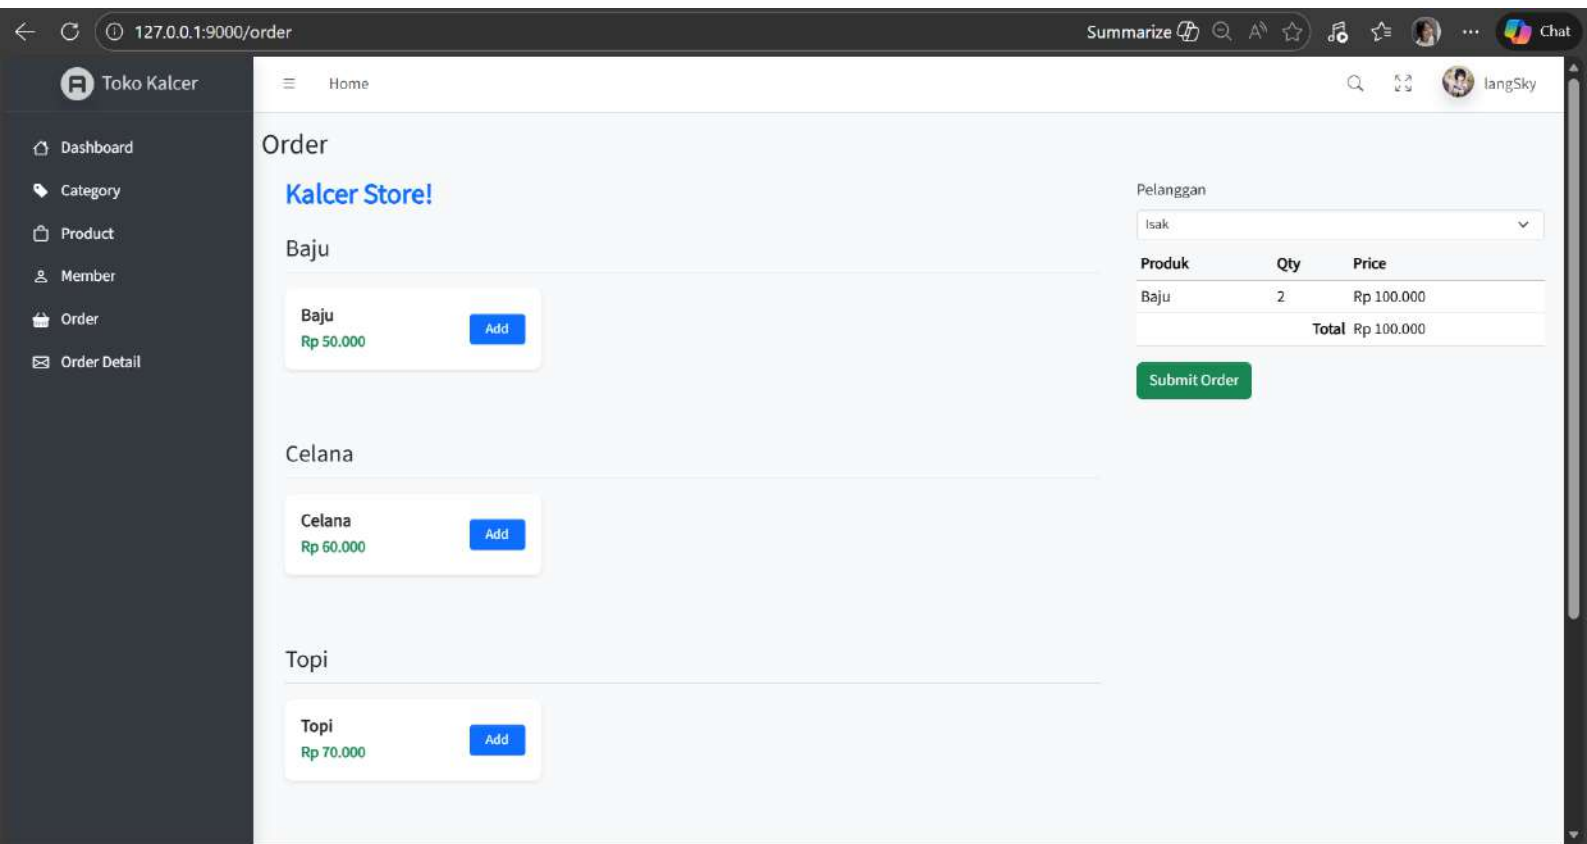 127.0.0.1:9000/order
Summarize
Chat
Toko Kalcer
Home
langSky
Dashboard
Category
Product
Member
Order
Order Detail
Order
Kalcer Store!
Baju
Baju
Rp 50.000
Add
Celana
Celana
Rp 60.000
Add
Topi
Topi
Rp 70.000
Add
Pelanggan
Isak
Produk Qty Price
Baju 2 Rp 100.000
Total Rp 100.000
Submit Order